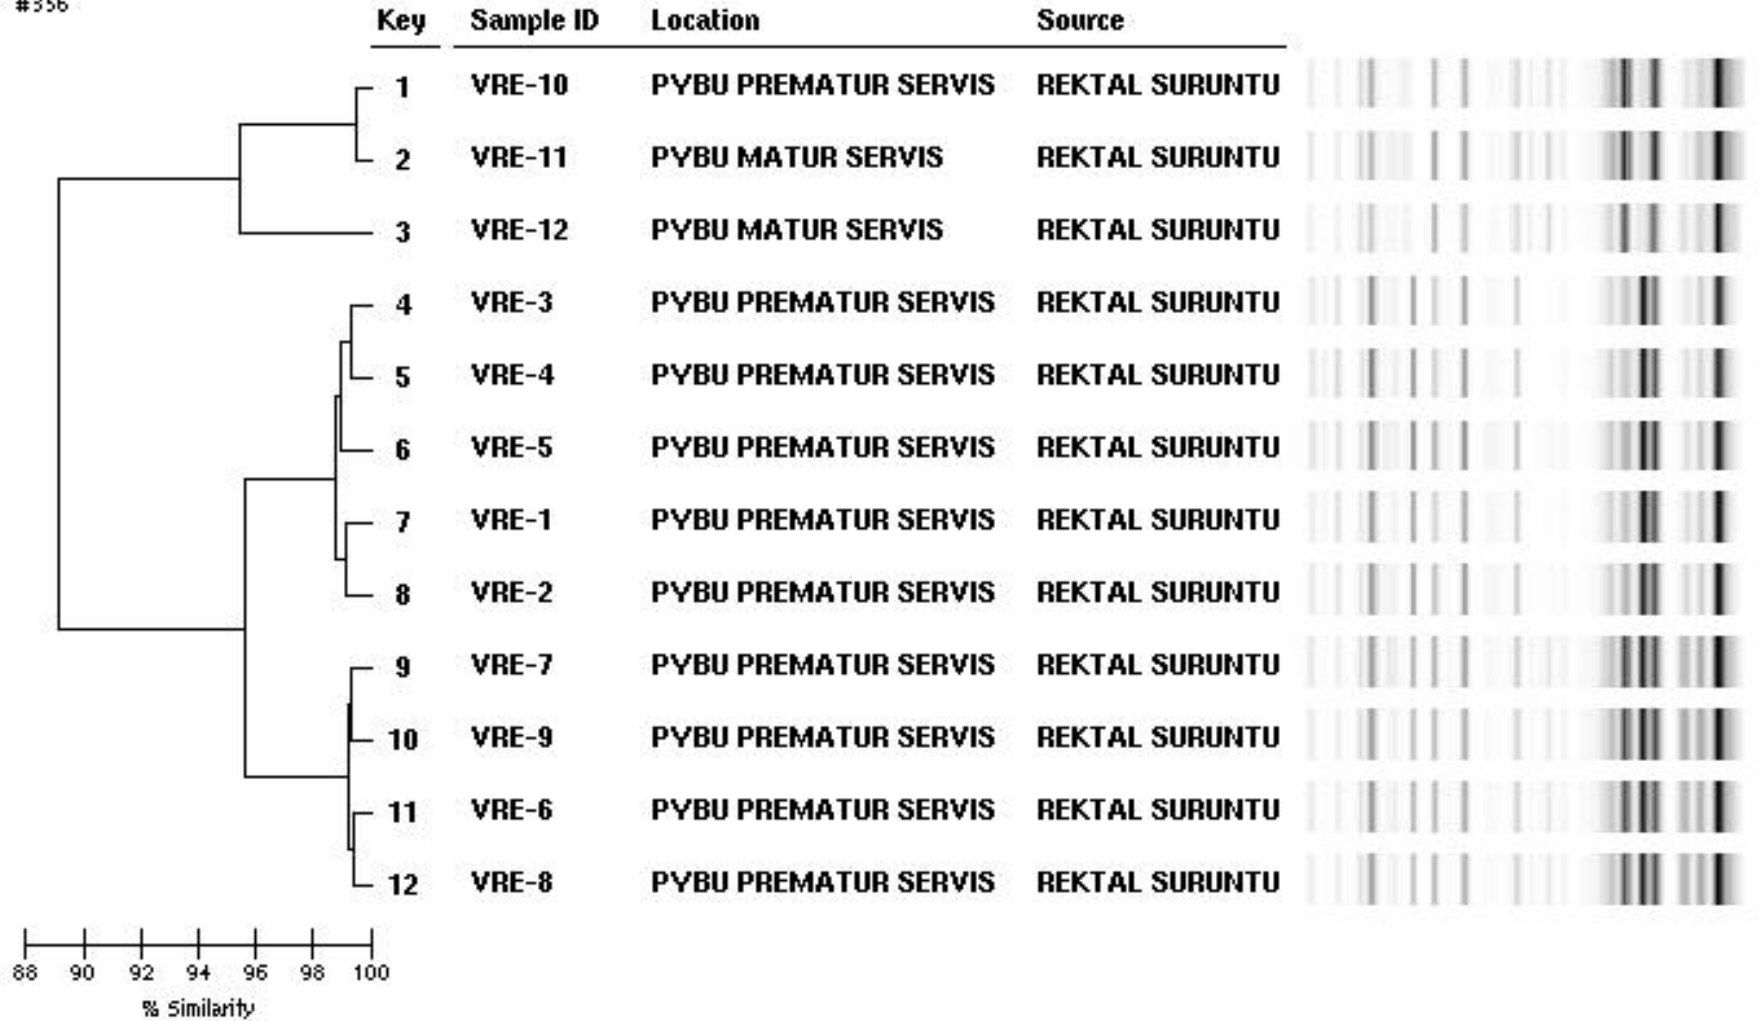 #356
Key Sample ID Location Source
1 VRE-10 PYBU PREMATUR SERVIS REKTAL SURUNTU
2 VRE-11 PYBU MATUR SERVIS REKTAL SURUNTU
3 VRE-12 PYBU MATUR SERVIS REKTAL SURUNTU
4 VRE-3 PYBU PREMATUR SERVIS REKTAL SURUNTU
5 VRE-4 PYBU PREMATUR SERVIS REKTAL SURUNTU
6 VRE-5 PYBU PREMATUR SERVIS REKTAL SURUNTU
7 VRE-1 PYBU PREMATUR SERVIS REKTAL SURUNTU
8 VRE-2 PYBU PREMATUR SERVIS REKTAL SURUNTU
9 VRE-7 PYBU PREMATUR SERVIS REKTAL SURUNTU
10 VRE-9 PYBU PREMATUR SERVIS REKTAL SURUNTU
11 VRE-6 PYBU PREMATUR SERVIS REKTAL SURUNTU
12 VRE-8 PYBU PREMATUR SERVIS REKTAL SURUNTU
88 90 92 94 96 98 100
% Similarity